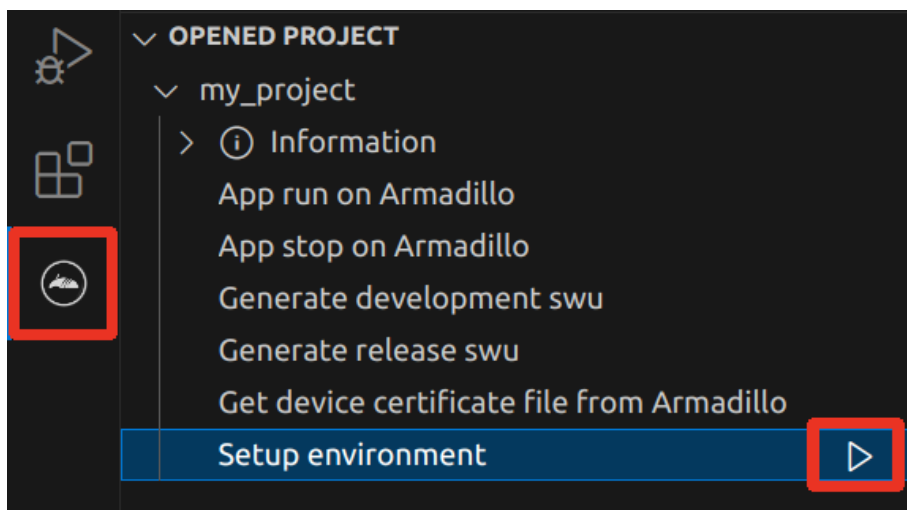 OPENED PROJECT
my_project
Information
App run on Armadillo
App stop on Armadillo
Generate development swu
Generate release swu
Get device certificate file from Armadillo
Setup environment